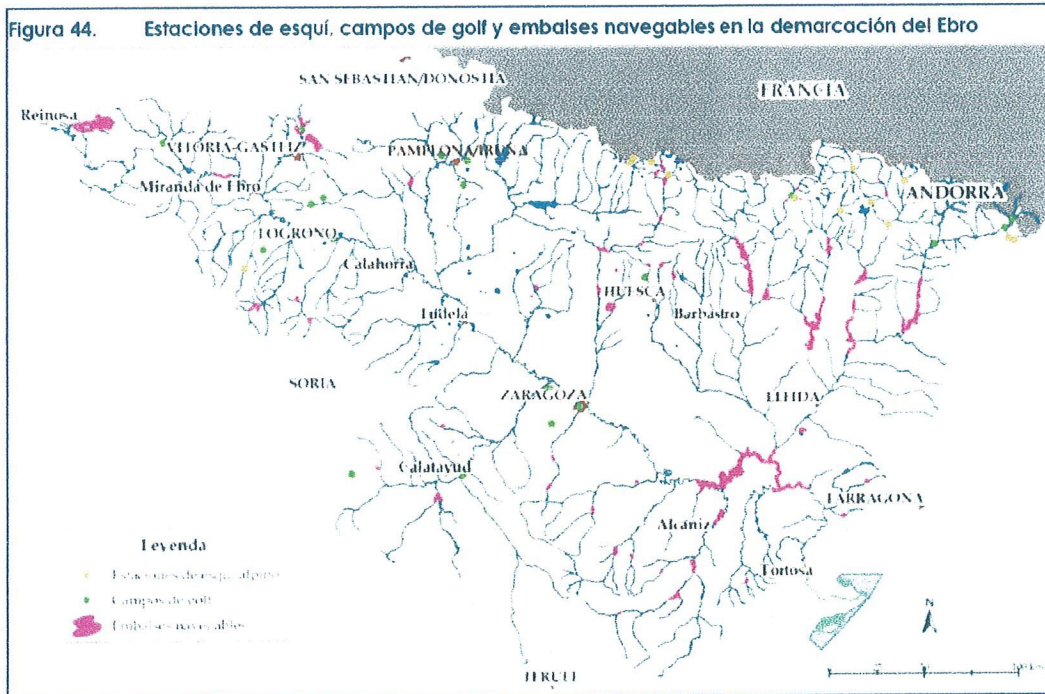 Figura 44. Estaciones de esquí, campos de golf y embalses navegables en la demarcación del Ebro
SAN SEBASTIAN/DONOSTIA
FRANCIA
Reinosa
VITORIA-GASTEIZ
PAMPLONA/IRUÑA
Miranda de Ebro
ANDORRA
LOGROÑO
Calahorra
HUESCA
Tudela
Barbastro
SORIA
ZARAGOZA
LLEIDA
Calatayud
TARRAGONA
Alcañiz
Leyenda
Tortosa
Estaciones de esquí alpino
Campos de golf
N
Embalses navegables
TERUEL